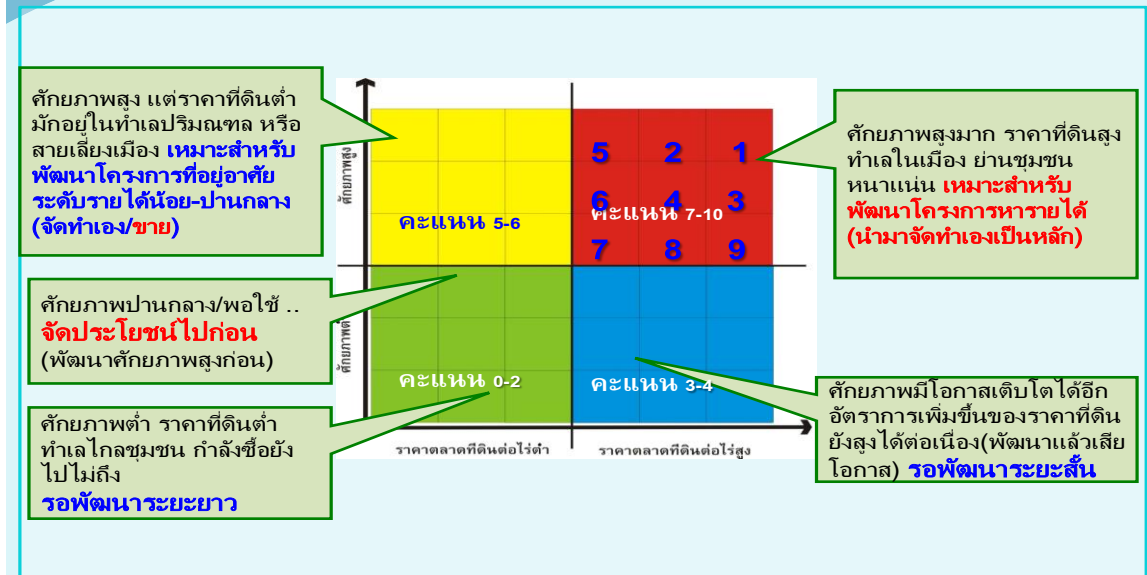 ศักยภาพสูง แต่ราคาที่ดินต่ำ
มักอยู่ในทำเลปริมณฑล หรือ
สายเลี่ยงเมือง เหมาะสำหรับ
พัฒนาโครงการที่อยู่อาศัย
ระดับรายได้น้อย-ปานกลาง
(จัดทำเอง/ขาย)
ศักยภาพปานกลาง/พอใช้ ..
จัดประโยชน์ไปก่อน
(พัฒนาศักยภาพสูงก่อน)
ศักยภาพต่ำ ราคาที่ดินต่ำ
ทำเลไกลชุมชน กำลังซื้อยัง
ไปไม่ถึง
รอพัฒนาระยะยาว
ศักยภาพสูง
คะแนน 5-6
5 2 1
6 4 3
คะแนน 7-10
7 8 9
คะแนน 0-2
คะแนน 3-4
ราคาตลาดที่ดินต่อไร่ต่ำ
ราคาตลาดที่ดินต่อไร่สูง
ศักยภาพสูงมาก ราคาที่ดินสูง
ทำเลในเมือง ย่านชุมชน
หนาแน่น เหมาะสำหรับ
พัฒนาโครงการหารายได้
(นำมาจัดทำเองเป็นหลัก)
ศักยภาพมีโอกาสเติบโตได้อีก
อัตราการเพิ่มขึ้นของราคาที่ดิน
ยังสูงได้ต่อเนื่อง(พัฒนาแล้วเสีย
โอกาส) รอพัฒนาระยะสั้น